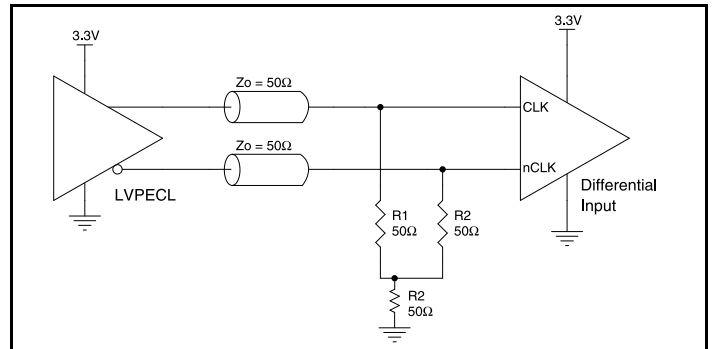 3.3V
3.3V
Zo = 50Ω
CLK
Zo = 50Ω
nCLK
LVPECL
Differential
Input
R1
50Ω
R2
50Ω
R2
50Ω